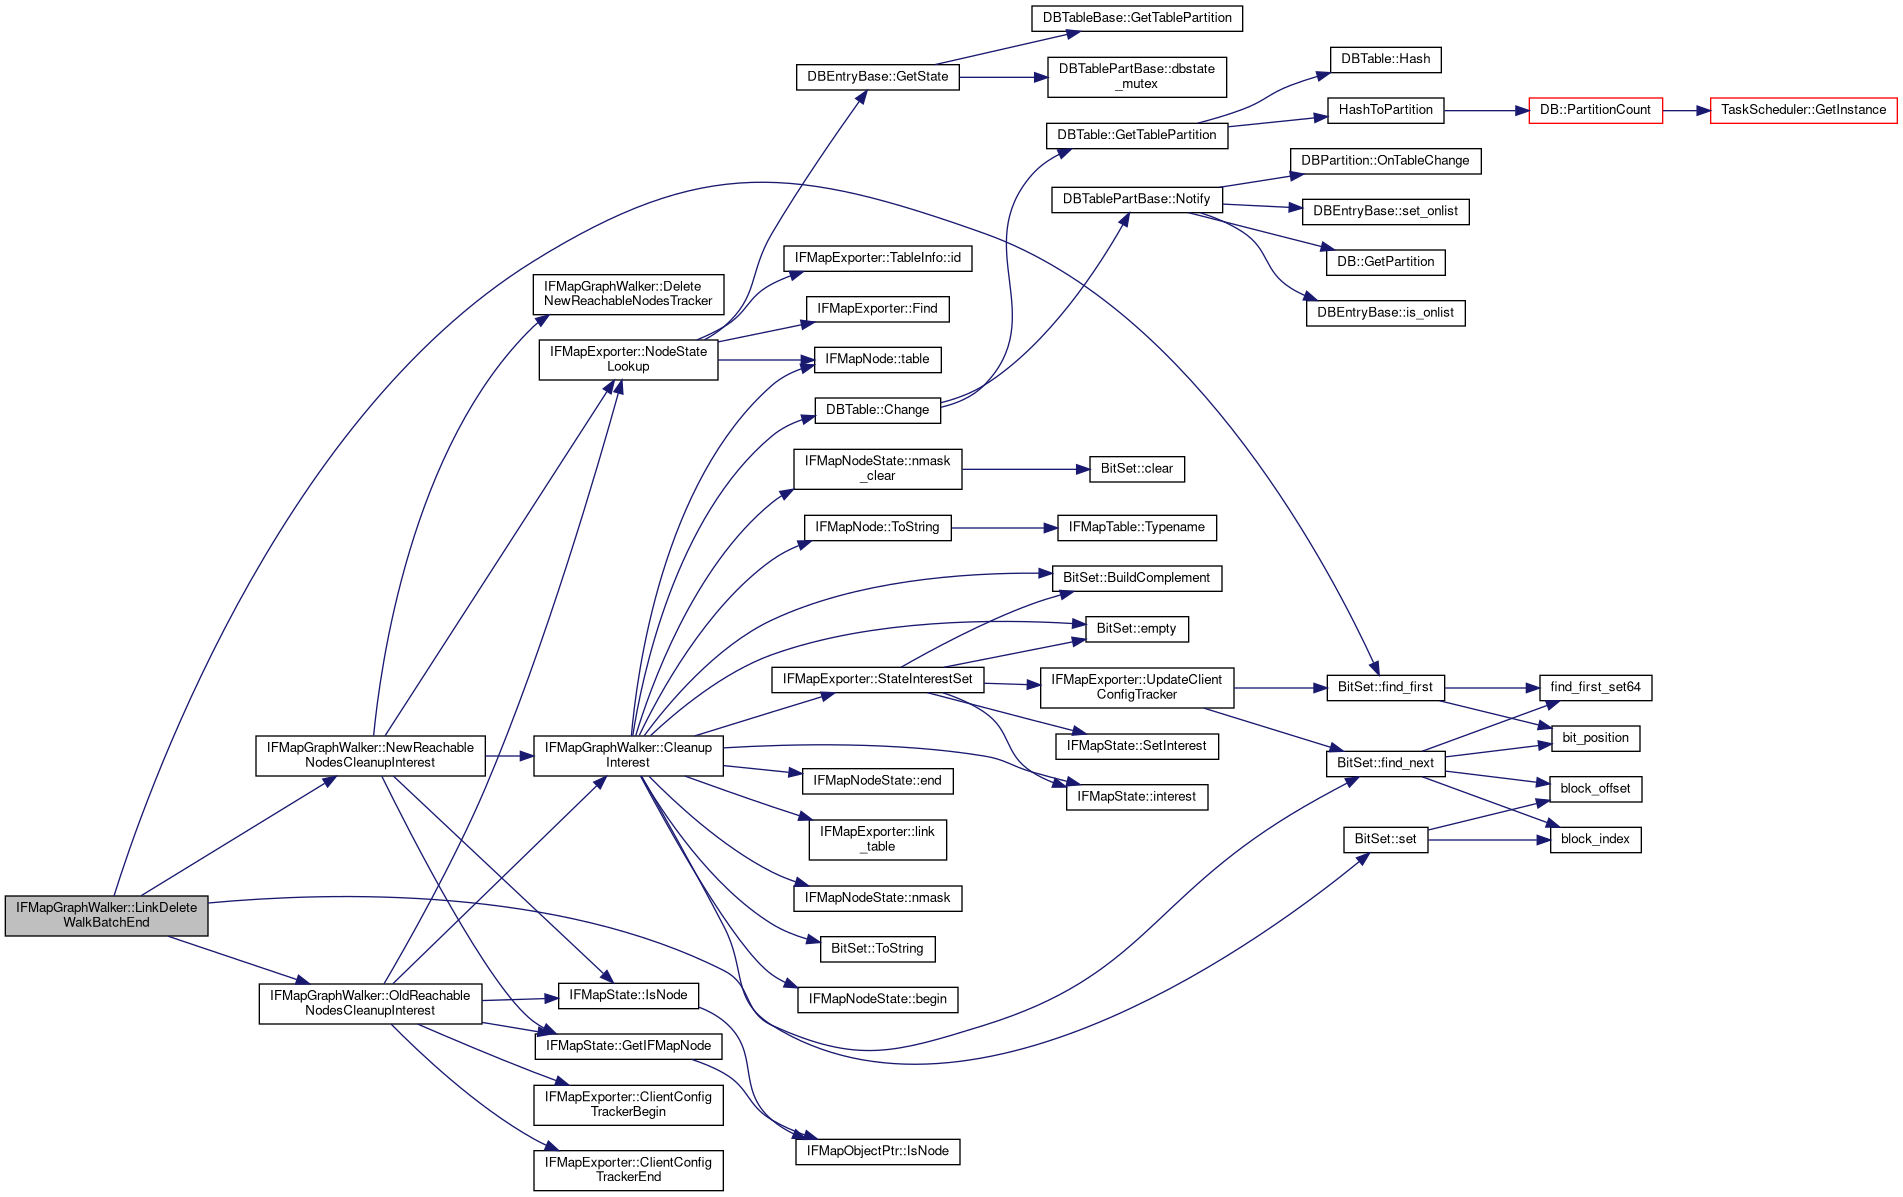 DBTableBase::GetTablePartition
DBEntryBase::GetState
DBTablePartBase::dbstate
_mutex
DBTable::Hash
HashToPartition
DB::PartitionCount
TaskScheduler::GetInstance
DBTable::GetTablePartition
DBPartition::OnTableChange
DBTablePartBase::Notify
DBEntryBase::set_onlist
DB::GetPartition
DBEntryBase::is_onlist
IFMapExporter::TableInfo::id
IFMapGraphWalker::Delete
NewReachableNodesTracker
IFMapExporter::Find
IFMapExporter::NodeState
Lookup
IFMapNode::table
DBTable::Change
IFMapNodeState::nmask
_clear
BitSet::clear
IFMapNode::ToString
IFMapTable::Typename
BitSet::BuildComplement
BitSet::empty
IFMapExporter::StateInterestSet
IFMapExporter::UpdateClient
ConfigTracker
BitSet::find_first
find_first_set64
IFMapState::SetInterest
bit_position
IFMapGraphWalker::NewReachable
NodesCleanupInterest
IFMapGraphWalker::Cleanup
Interest
BitSet::find_next
IFMapNodeState::end
IFMapState::interest
block_offset
IFMapExporter::link
_table
BitSet::set
block_index
IFMapNodeState::nmask
IFMapGraphWalker::LinkDelete
WalkBatchEnd
BitSet::ToString
IFMapGraphWalker::OldReachable
NodesCleanupInterest
IFMapState::IsNode
IFMapNodeState::begin
IFMapState::GetIFMapNode
IFMapExporter::ClientConfig
TrackerBegin
IFMapObjectPtr::IsNode
IFMapExporter::ClientConfig
TrackerEnd